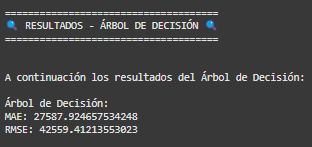 ====================================
🔍 RESULTADOS - ÁRBOL DE DECISIÓN 🔍
====================================
A continuación los resultados del Árbol de Decisión:
Árbol de Decisión:
MAE: 27587.924657534248
RMSE: 42559.41213553023